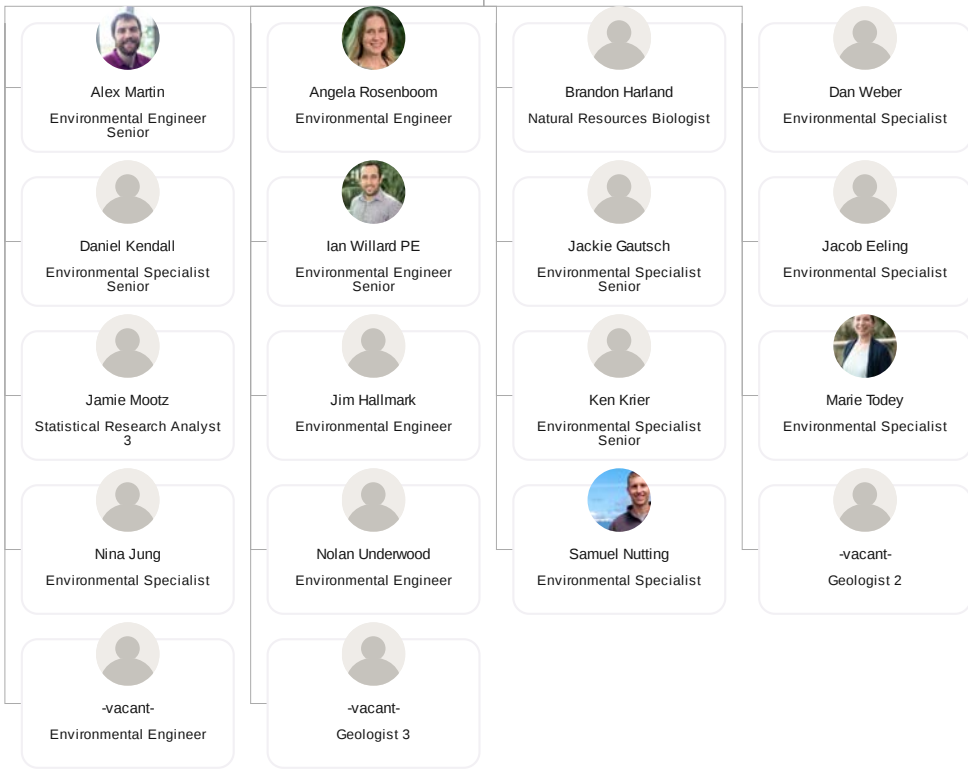 Alex Martin
Environmental Engineer
Senior
Angela Rosenboom
Environmental Engineer
Brandon Harland
Natural Resources Biologist
Dan Weber
Environmental Specialist
Daniel Kendall
Environmental Specialist
Senior
Ian Willard PE
Environmental Engineer
Senior
Jackie Gautsch
Environmental Specialist
Senior
Jacob Eeling
Environmental Specialist
Jamie Mootz
Statistical Research Analyst
3
Jim Hallmark
Environmental Engineer
Ken Krier
Environmental Specialist
Senior
Marie Todey
Environmental Specialist
Nina Jung
Environmental Specialist
Nolan Underwood
Environmental Engineer
Samuel Nutting
Environmental Specialist
-vacant-
Geologist 2
-vacant-
Environmental Engineer
-vacant-
Geologist 3